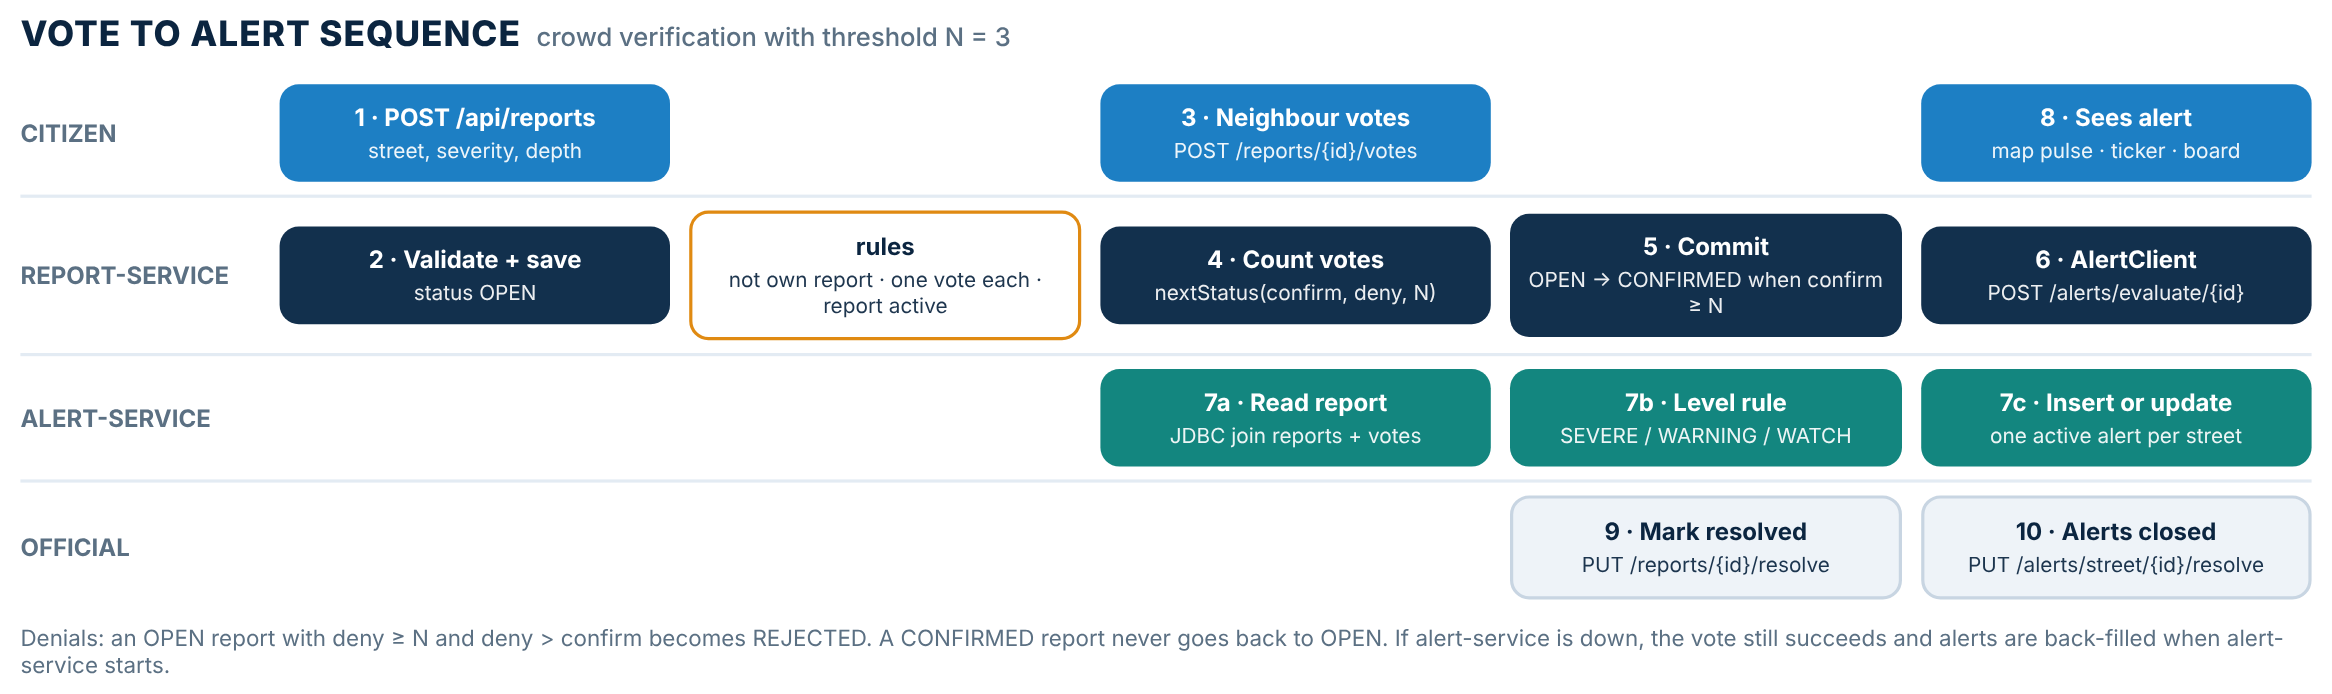 VOTE TO ALERT SEQUENCE crowd verification with threshold N = 3
CITIZEN
1 · POST /api/reports
street, severity, depth
3 · Neighbour votes
POST /reports/{id}/votes
8 · Sees alert
map pulse · ticker · board
REPORT-SERVICE
2 · Validate + save
status OPEN
rules
not own report · one vote each ·
report active
4 · Count votes
nextStatus(confirm, deny, N)
5 · Commit
OPEN → CONFIRMED when confirm
≥ N
6 · AlertClient
POST /alerts/evaluate/{id}
ALERT-SERVICE
7a · Read report
JDBC join reports + votes
7b · Level rule
SEVERE / WARNING / WATCH
7c · Insert or update
one active alert per street
OFFICIAL
9 · Mark resolved
PUT /reports/{id}/resolve
10 · Alerts closed
PUT /alerts/street/{id}/resolve
Denials: an OPEN report with deny ≥ N and deny > confirm becomes REJECTED. A CONFIRMED report never goes back to OPEN. If alert-service is down, the vote still succeeds and alerts are back-filled when alert-
service starts.